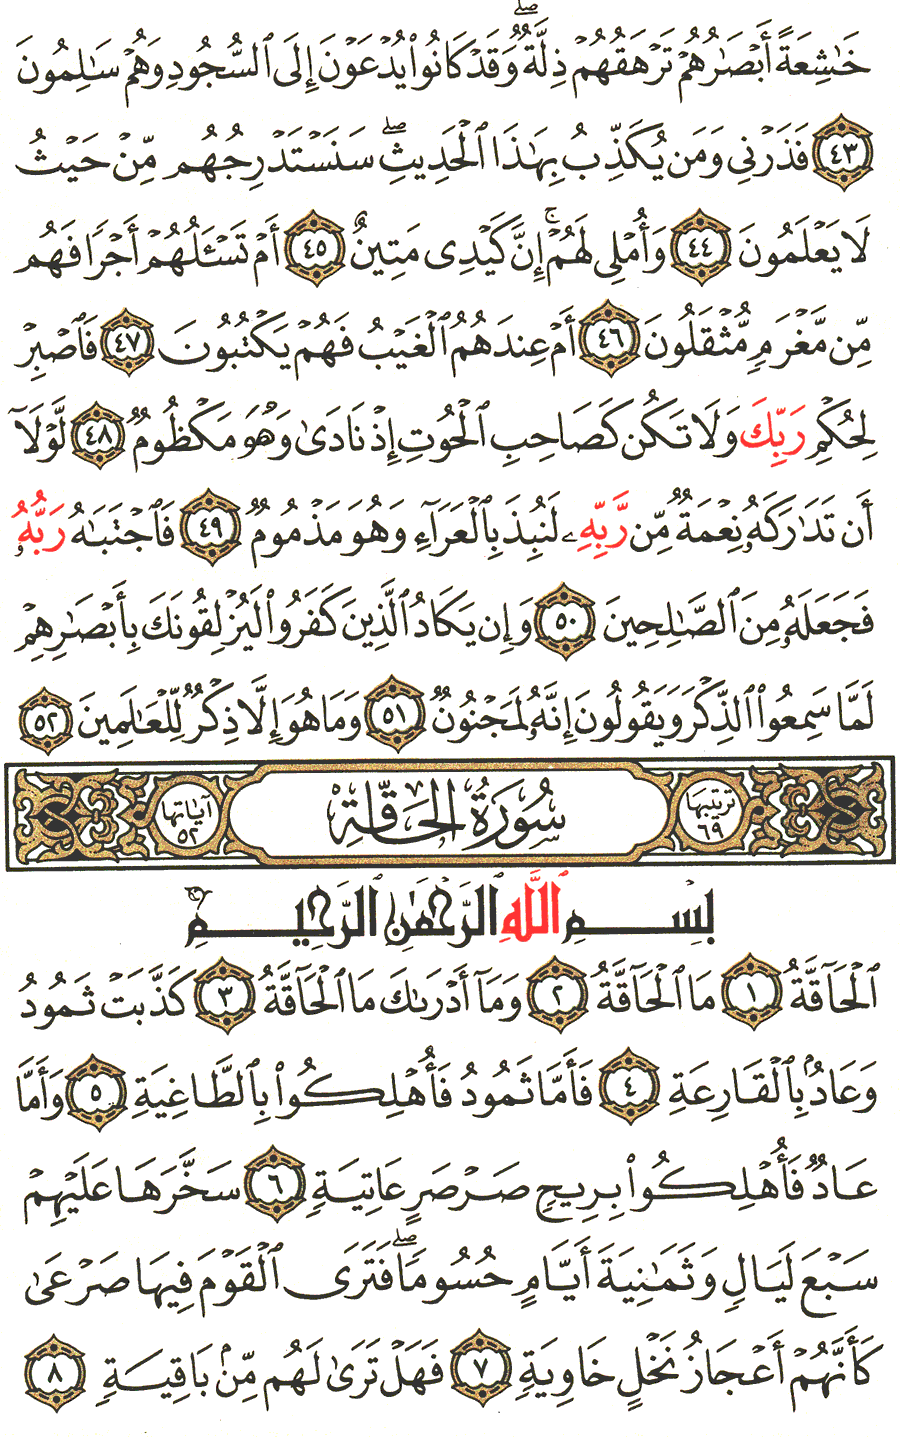 خَٰشِعَةً أَبْصَٰرُهُمْ تَرْهَقُهُمْ ذِلَّةٌ ۖ وَقَدْ كَانُوا۟ يُدْعَوْنَ إِلَى ٱلسُّجُودِ وَهُمْ سَٰلِمُونَ
٤٣ فَذَرْنِى وَمَن يُكَذِّبُ بِهَٰذَا ٱلْحَدِيثِ ۖ سَنَسْتَدْرِجُهُم مِّنْ حَيْثُ
لَا يَعْلَمُونَ ٤٤ وَأُمْلِى لَهُمْ ۚ إِنَّ كَيْدِى مَتِينٌ ٤٥ أَمْ تَسْـَٔلُهُمْ أَجْرًا فَهُم
مِّن مَّغْرَمٍ مُّثْقَلُونَ ٤٦ أَمْ عِندَهُمُ ٱلْغَيْبُ فَهُمْ يَكْتُبُونَ ٤٧ فَٱصْبِرْ
لِحُكْمِ رَبِّكَ وَلَا تَكُن كَصَاحِبِ ٱلْحُوتِ إِذْ نَادَىٰ وَهُوَ مَكْظُومٌ ٤٨ لَّوْلَآ
أَن تَدَٰرَكَهُۥ نِعْمَةٌ مِّن رَّبِّهِۦ لَنُبِذَ بِٱلْعَرَآءِ وَهُوَ مَذْمُومٌ ٤٩ فَٱجْتَبَٰهُ رَبُّهُۥ
فَجَعَلَهُۥ مِنَ ٱلصَّٰلِحِينَ ٥٠ وَإِن يَكَادُ ٱلَّذِينَ كَفَرُوا۟ لَيُزْلِقُونَكَ بِأَبْصَٰرِهِمْ
لَمَّا سَمِعُوا۟ ٱلذِّكْرَ وَيَقُولُونَ إِنَّهُۥ لَمَجْنُونٌ ٥١ وَمَا هُوَ إِلَّا ذِكْرٌ لِّلْعَٰلَمِينَ ٥٢
ترتيبها ٦٩ سُورَةُ الحَاقَّةِ آياتها ٥٢
بِسْمِ ٱللَّهِ ٱلرَّحْمَٰنِ ٱلرَّحِيمِ
ٱلْحَآقَّةُ ١ مَا ٱلْحَآقَّةُ ٢ وَمَآ أَدْرَىٰكَ مَا ٱلْحَآقَّةُ ٣ كَذَّبَتْ ثَمُودُ
وَعَادٌۢ بِٱلْقَارِعَةِ ٤ فَأَمَّا ثَمُودُ فَأُهْلِكُوا۟ بِٱلطَّاغِيَةِ ٥ وَأَمَّا
عَادٌ فَأُهْلِكُوا۟ بِرِيحٍ صَرْصَرٍ عَاتِيَةٍ ٦ سَخَّرَهَا عَلَيْهِمْ
سَبْعَ لَيَالٍ وَثَمَٰنِيَةَ أَيَّامٍ حُسُومًا ۖ فَتَرَى ٱلْقَوْمَ فِيهَا صَرْعَىٰ
كَأَنَّهُمْ أَعْجَازُ نَخْلٍ خَاوِيَةٍ ٧ فَهَلْ تَرَىٰ لَهُم مِّنۢ بَاقِيَةٍ ٨